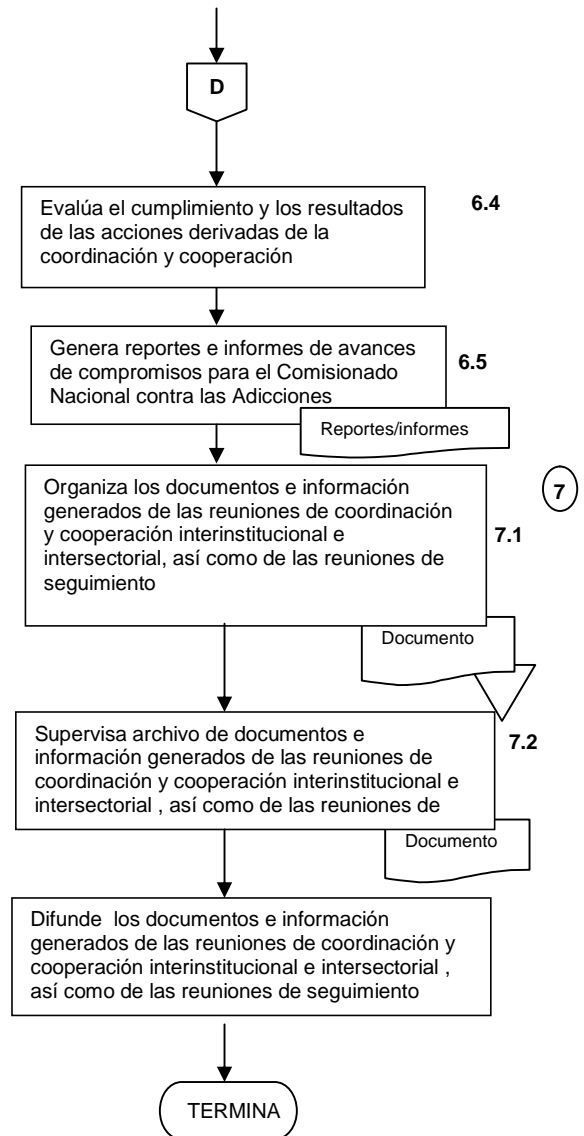 D
Evalúa el cumplimiento y los resultados
de las acciones derivadas de la
coordinación y cooperación
6.4
Genera reportes e informes de avances
de compromisos para el Comisionado
Nacional contra las Adicciones
6.5
Reportes/informes
7
Organiza los documentos e información
generados de las reuniones de coordinación
y cooperación interinstitucional e
intersectorial, así como de las reuniones de
seguimiento
7.1
Documento
Supervisa archivo de documentos e
información generados de las reuniones de
coordinación y cooperación interinstitucional e
intersectorial , así como de las reuniones de
7.2
Documento
Difunde los documentos e información
generados de las reuniones de coordinación y
cooperación interinstitucional e intersectorial ,
así como de las reuniones de seguimiento
TERMINA